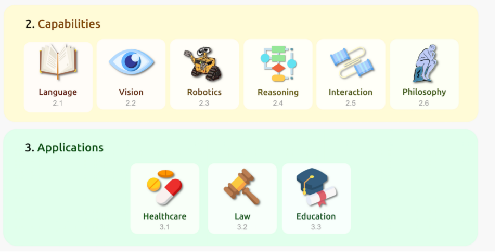 2. Capabilities
Language Vision Robotics Reasoning Interaction Philosophy
2.1 2.2 2.3 2.4 2.5 2.6
3. Applications
Healthcare Law Education
3.1 3.2 3.3